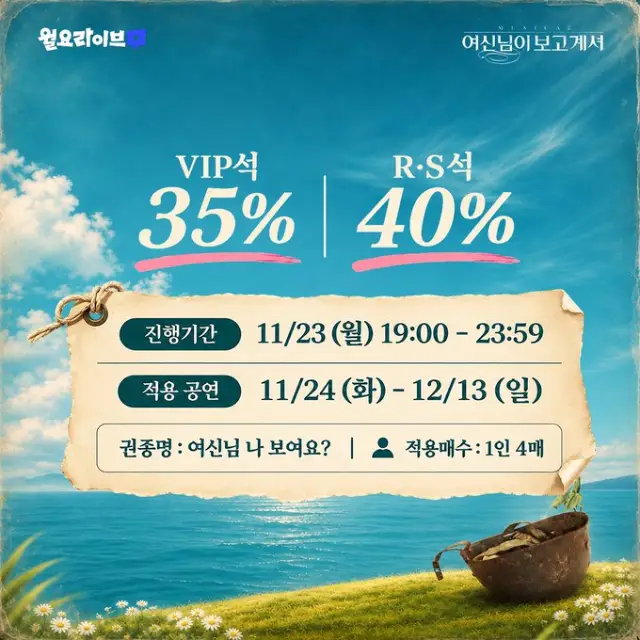 월요라이브
MUSICAL
여신님이 보고 계셔
VIP석
35%
R·S석
40%
진행기간 11/23 (월) 19:00 - 23:59
적용 공연 11/24 (화) - 12/13 (일)
권종명 : 여신님 나 보여요? | 적용매수 : 1인 4매